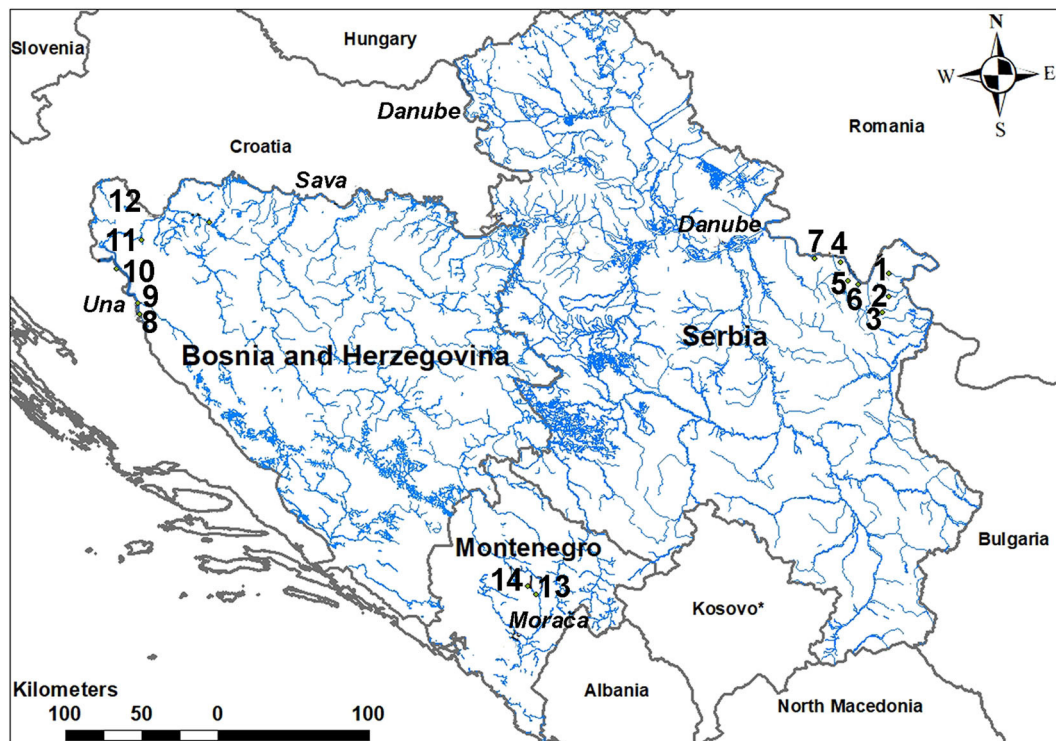 Slovenia
Hungary
N
W E
S
Danube
Romania
Croatia
Sava
12
Danube
11
7 4
1
10
5
2
Una 9
6
3
8
Serbia
Bosnia and Herzegovina
Bulgaria
Montenegro
14 13
Kosovo*
Morača
Kilometers
Albania
North Macedonia
100 50 0 100